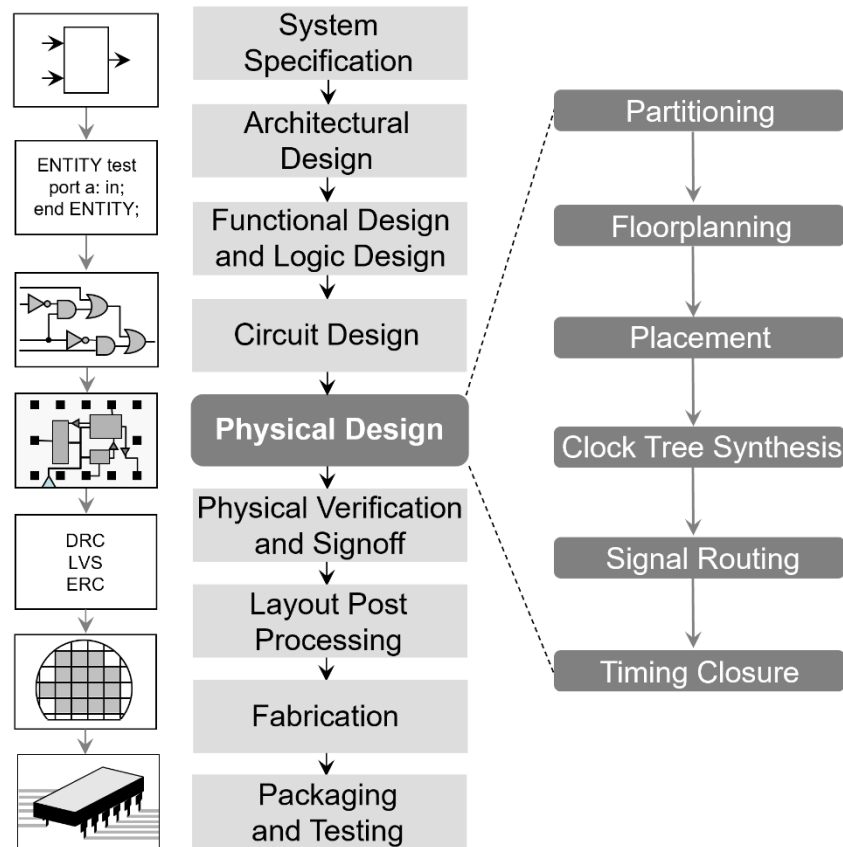 System
Specification
Architectural
Design
Functional Design
and Logic Design
Circuit Design
Physical Design
Physical Verification
and Signoff
Layout Post
Processing
Fabrication
Packaging
and Testing
ENTITY test
port a: in;
end ENTITY;
DRC
LVS
ERC
Partitioning
Floorplanning
Placement
Clock Tree Synthesis
Signal Routing
Timing Closure